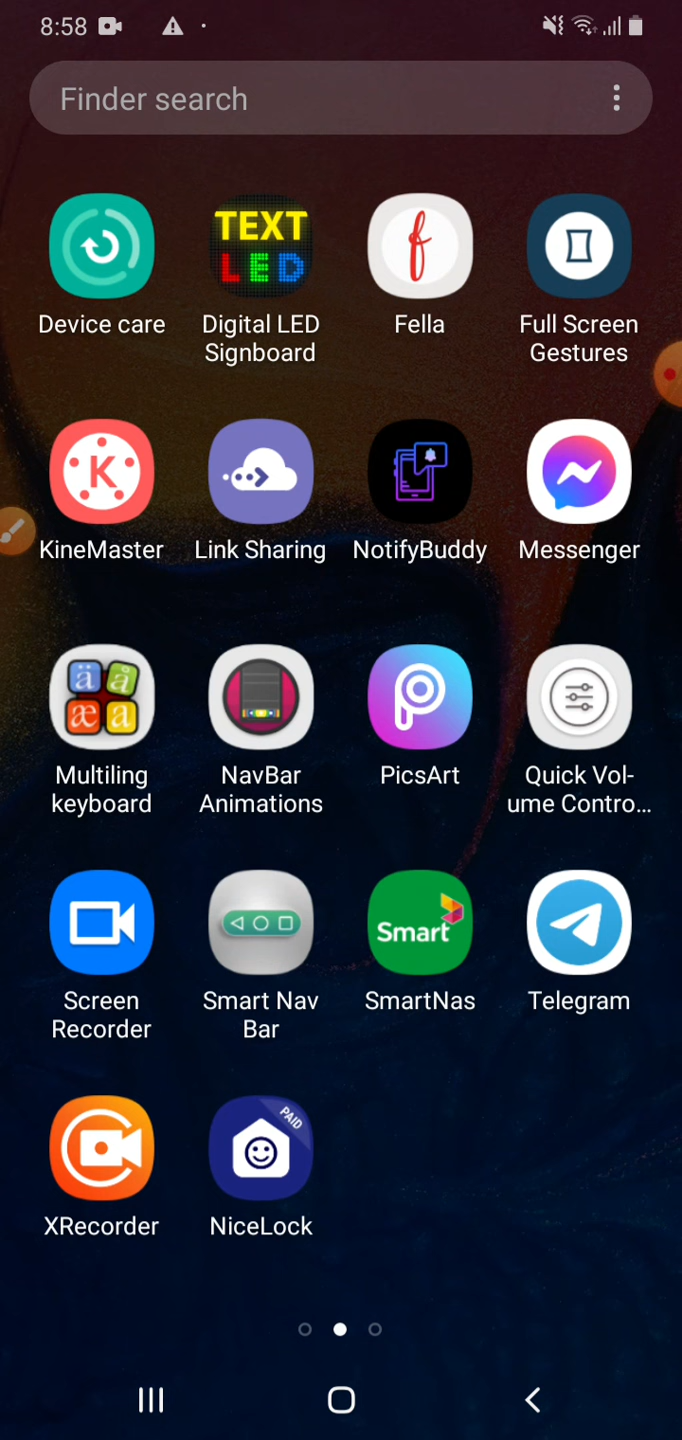 8:58
Finder search
TEXT
LED
Device care
Digital LED
Signboard
Fella
Full Screen
Gestures
KineMaster
Link Sharing
NotifyBuddy
Messenger
ä å
æ a
Multiling
keyboard
NavBar
Animations
PicsArt
Quick Vol-
ume Contro...
Smart
Screen
Recorder
Smart Nav
Bar
SmartNas
Telegram
PAID
XRecorder
NiceLock